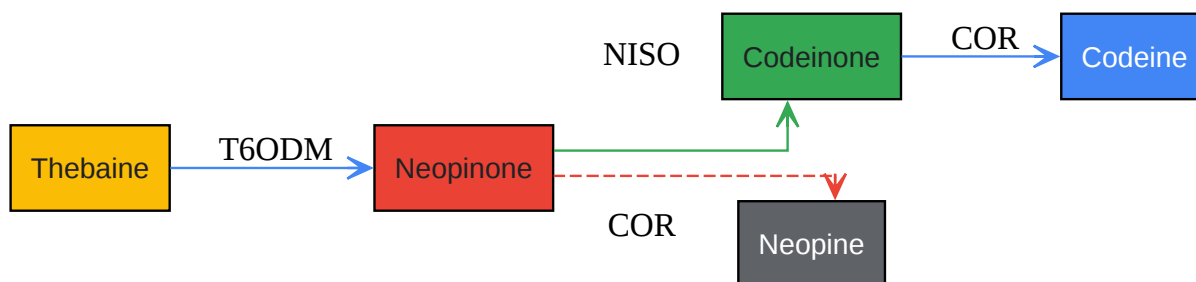 NISO
Codeinone
COR
Codeine
Thebaine
T6ODM
Neopinone
COR
Neopine